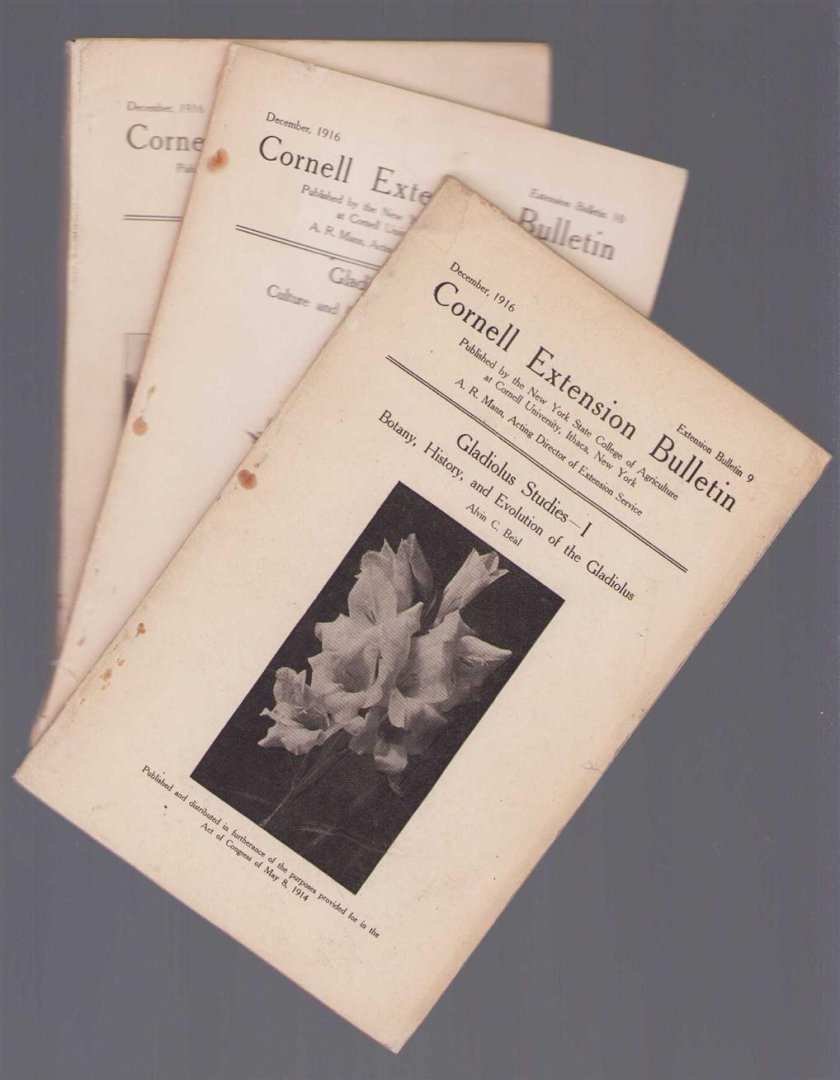 December, 1916
Corne
December, 1916
Extension Bulletin 10
Cornell Exte Bulletin
Published by the New
at Cornell Uni
A. R. Mann, Acti
Glad
Culture and
December, 1916
Extension Bulletin 9
Cornell Extension Bulletin
Published by the New York State College of Agriculture
at Cornell University, Ithaca, New York
A. R. Mann, Acting Director of Extension Service
Gladiolus Studies—I
Botany, History, and Evolution of the Gladiolus
Alvin C. Beal
Published and distributed in furtherance of the purposes provided for in the
Act of Congress of May 8, 1914